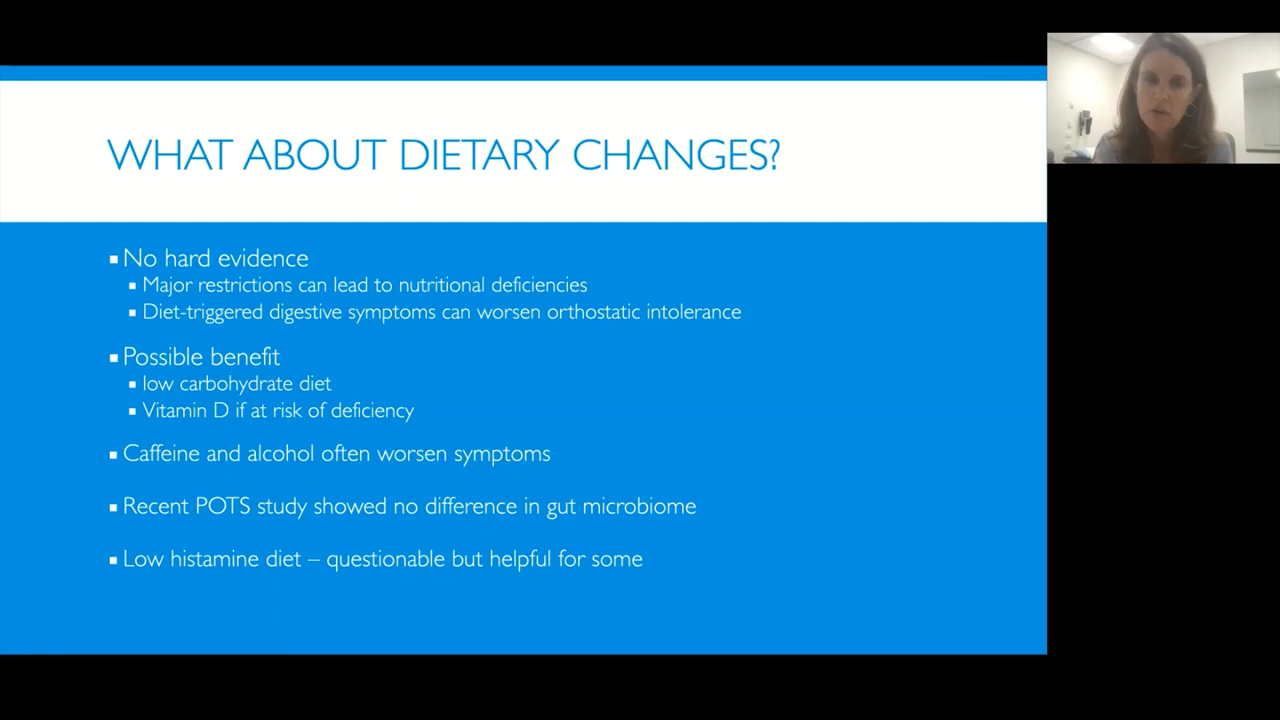 WHAT ABOUT DIETARY CHANGES?
No hard evidence
Major restrictions can lead to nutritional deficiencies
Diet-triggered digestive symptoms can worsen orthostatic intolerance
Possible benefit
low carbohydrate diet
Vitamin D if at risk of deficiency
Caffeine and alcohol often worsen symptoms
Recent POTS study showed no difference in gut microbiome
Low histamine diet – questionable but helpful for some